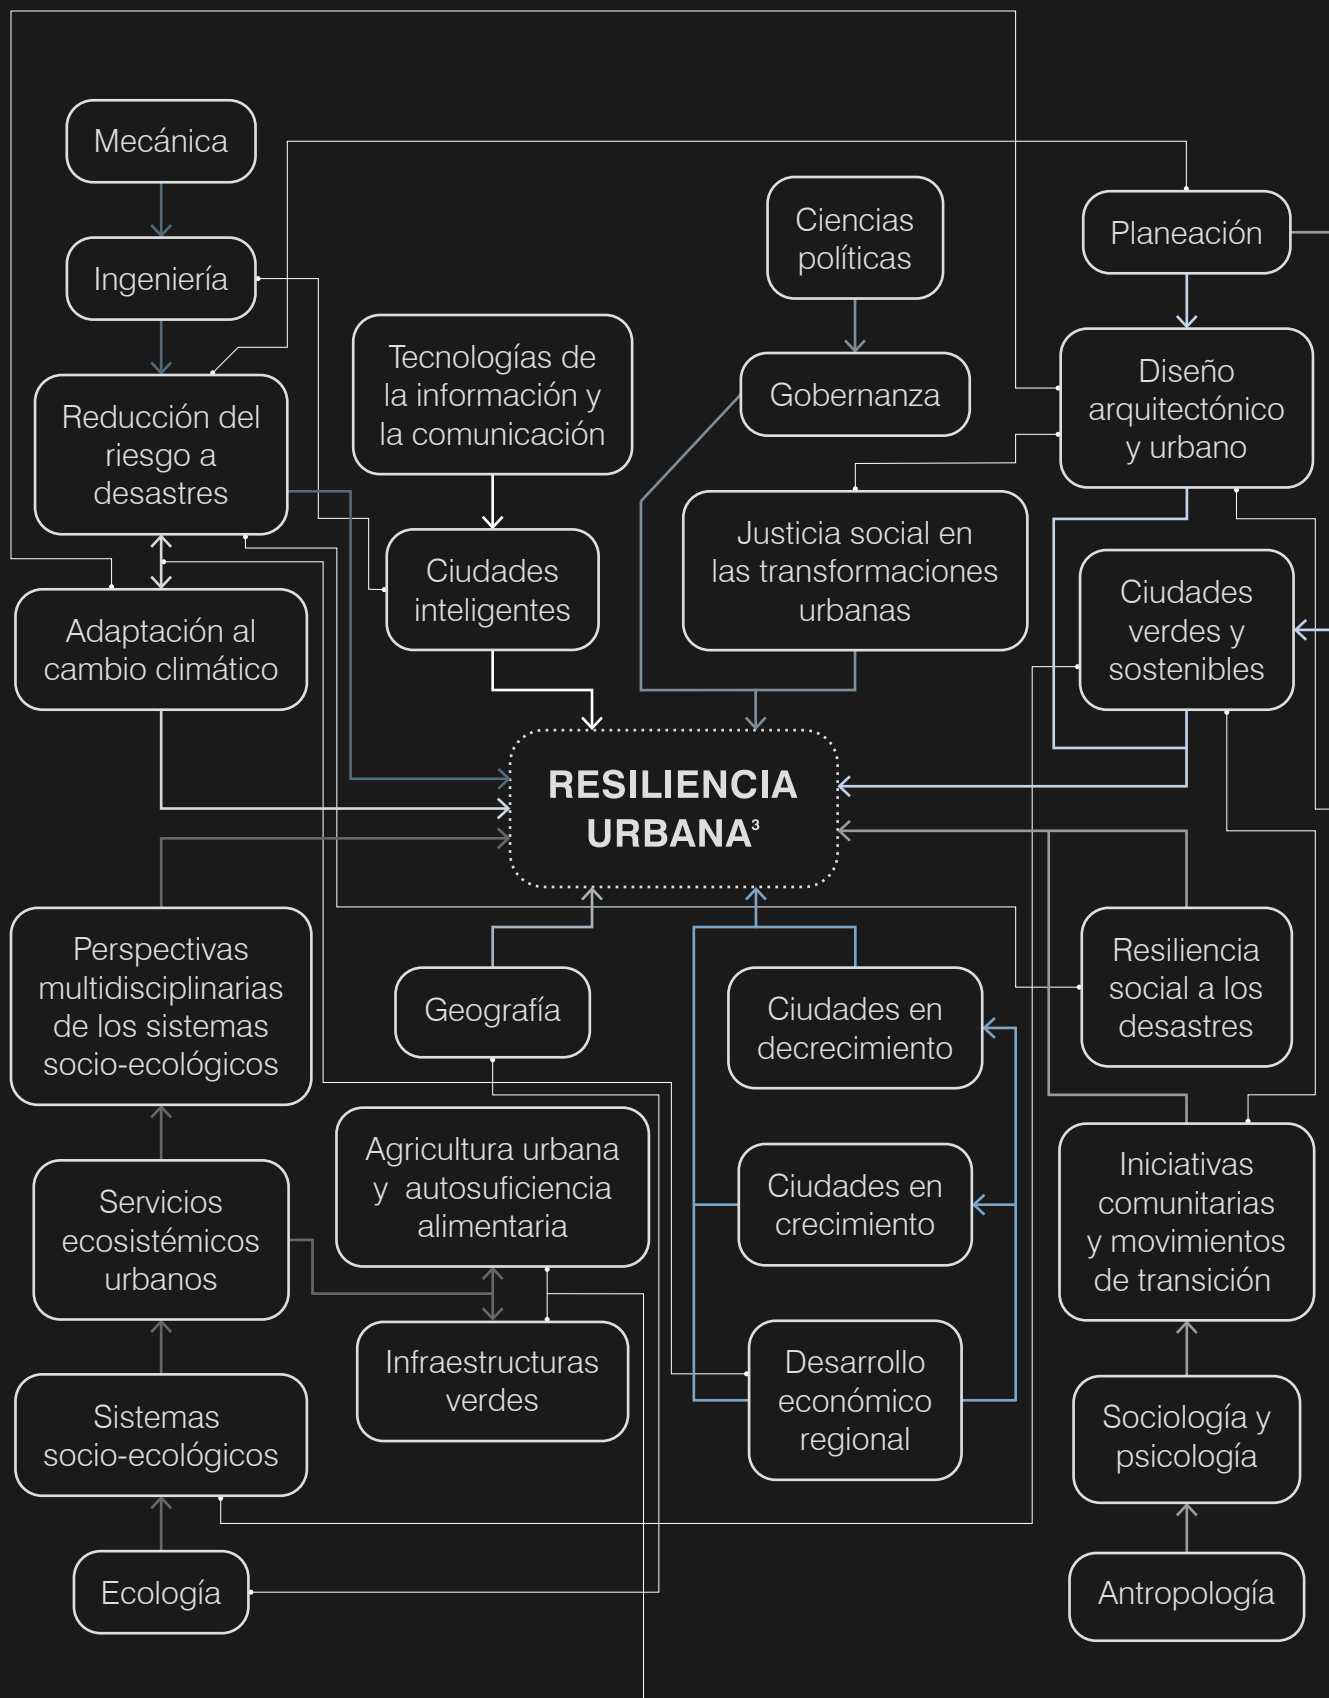 Mecánica
Ingeniería
Reducción del
riesgo a
desastres
Adaptación al
cambio climático
Tecnologías de
la información y
la comunicación
Ciudades
inteligentes
Ciencias
políticas
Gobernanza
Justicia social en
las transformaciones
urbanas
Planeación
Diseño
arquitectónico
y urbano
Ciudades
verdes y
sostenibles
RESILIENCIA
URBANA³
Perspectivas
multidisciplinarias
de los sistemas
socio-ecológicos
Servicios
ecosistémicos
urbanos
Sistemas
socio-ecológicos
Ecología
Geografía
Agricultura urbana
y autosuficiencia
alimentaria
Infraestructuras
verdes
Ciudades en
decrecimiento
Ciudades en
crecimiento
Desarrollo
económico
regional
Resiliencia
social a los
desastres
Iniciativas
comunitarias
y movimientos
de transición
Sociología y
psicología
Antropología